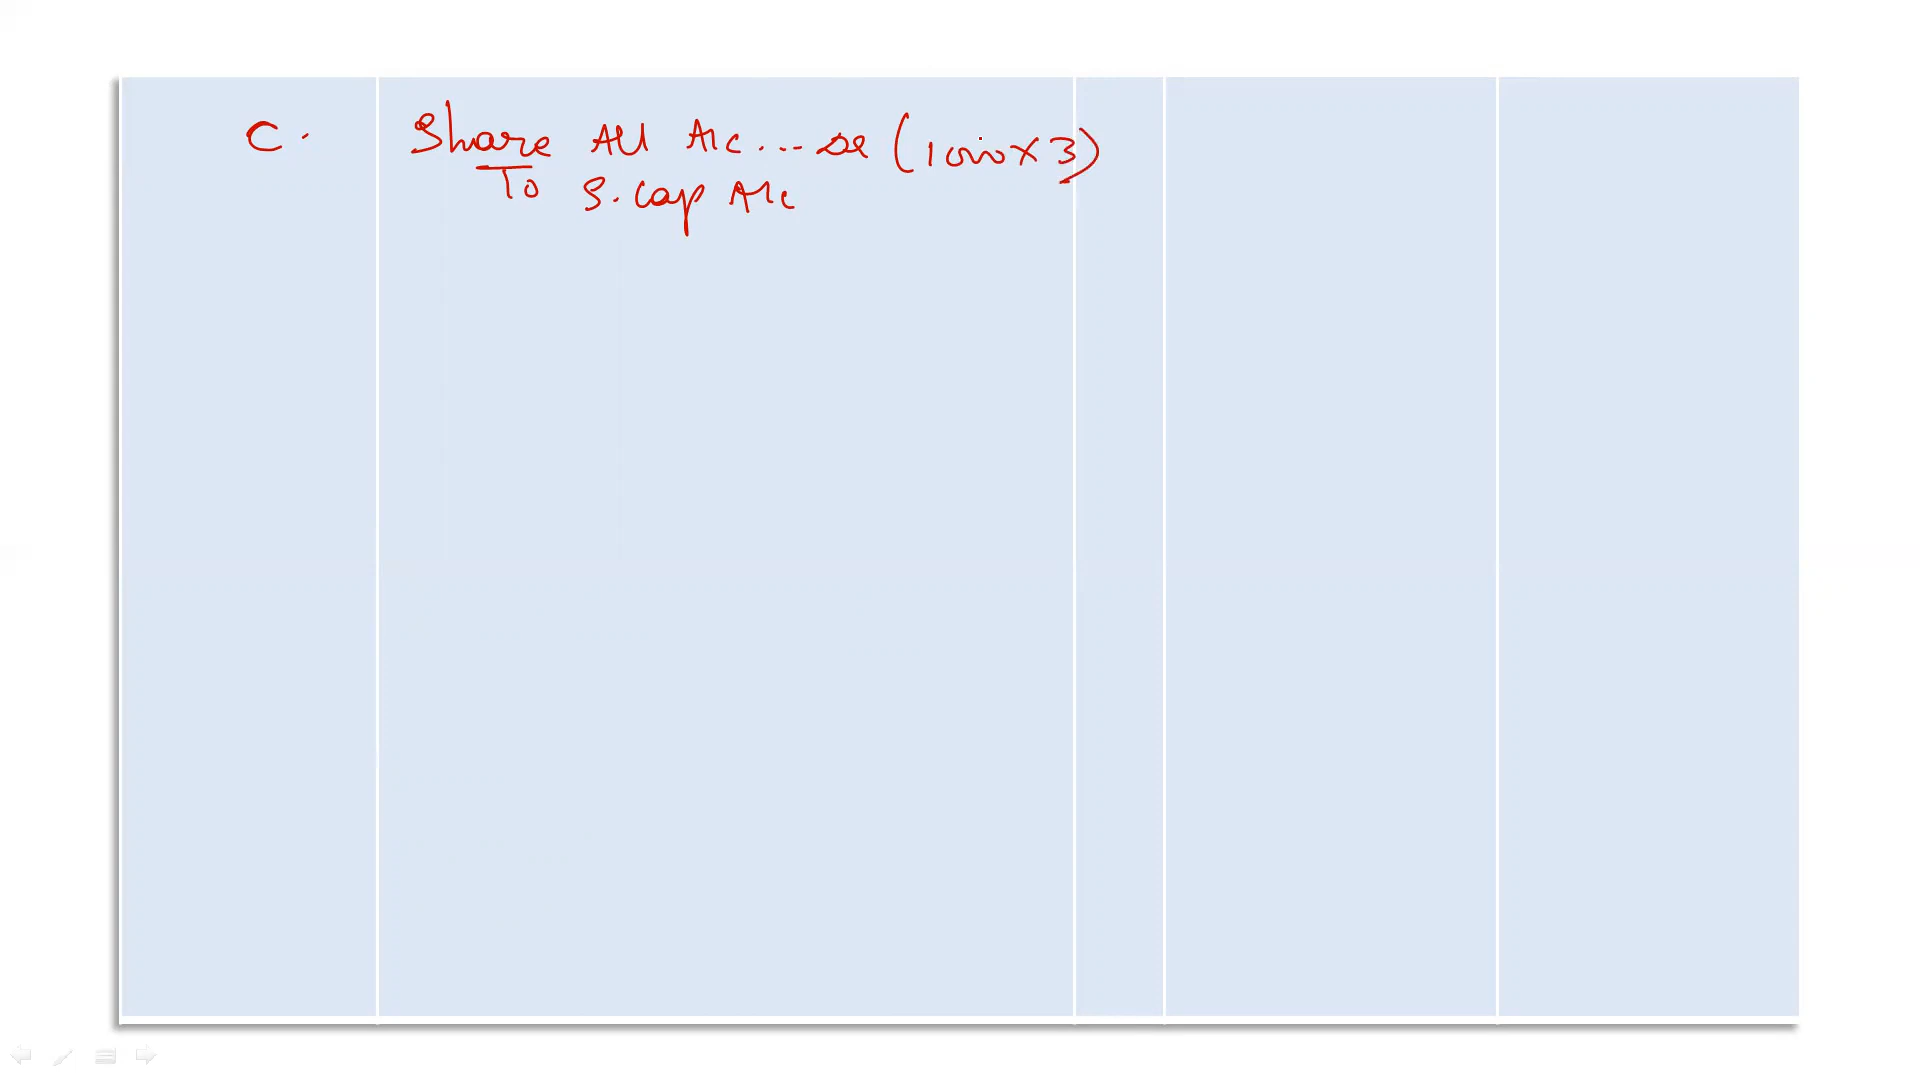 C. Share All A/c ... Dr (1000 × 3)
To S. Cap A/c